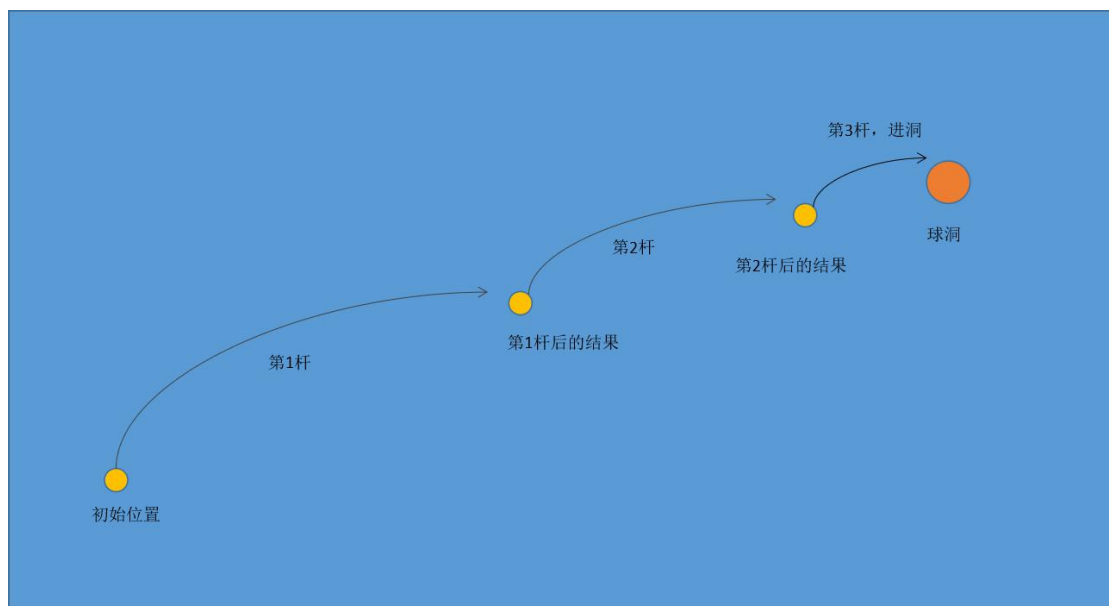 第3杆，进洞
球洞
第2杆
第2杆后的结果
第1杆后的结果
第1杆
初始位置